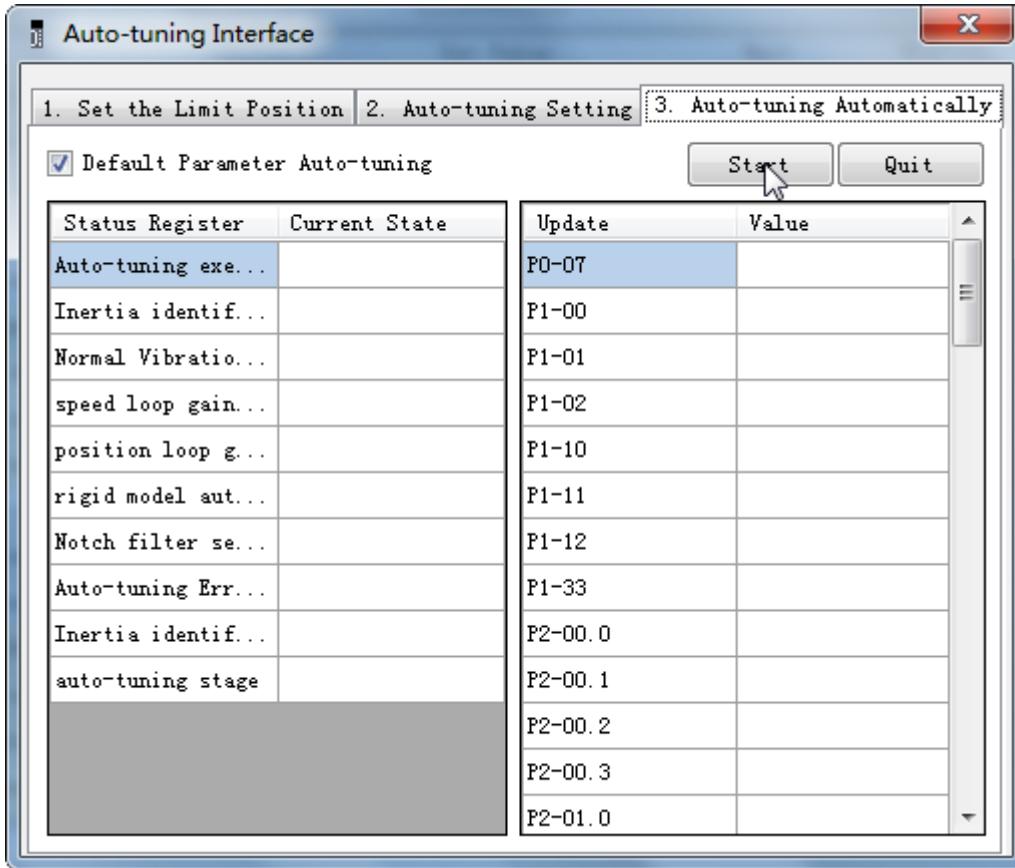 Auto-tuning Interface
1. Set the Limit Position 2. Auto-tuning Setting 3. Auto-tuning Automatically
Default Parameter Auto-tuning Start Quit
Status Register Current State Update Value
Auto-tuning exe... P0-07
Inertia identif... P1-00
Normal Vibratio... P1-01
speed loop gain... P1-02
position loop g... P1-10
rigid model aut... P1-11
Notch filter se... P1-12
Auto-tuning Err... P1-33
Inertia identif... P2-00.0
auto-tuning stage P2-00.1
P2-00.2
P2-00.3
P2-01.0